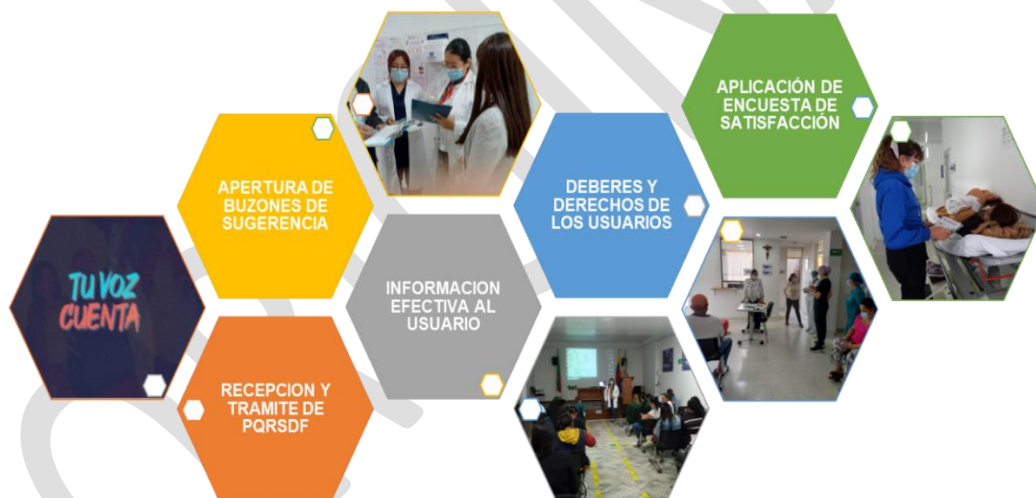 TU VOZ
CUENTA
APERTURA DE
BUZONES DE
SUGERENCIA
RECEPCION Y
TRAMITE DE
PQRSDF
INFORMACION
EFECTIVA AL
USUARIO
DEBERES Y
DERECHOS DE
LOS USUARIOS
APLICACIÓN DE
ENCUESTA DE
SATISFACCIÓN